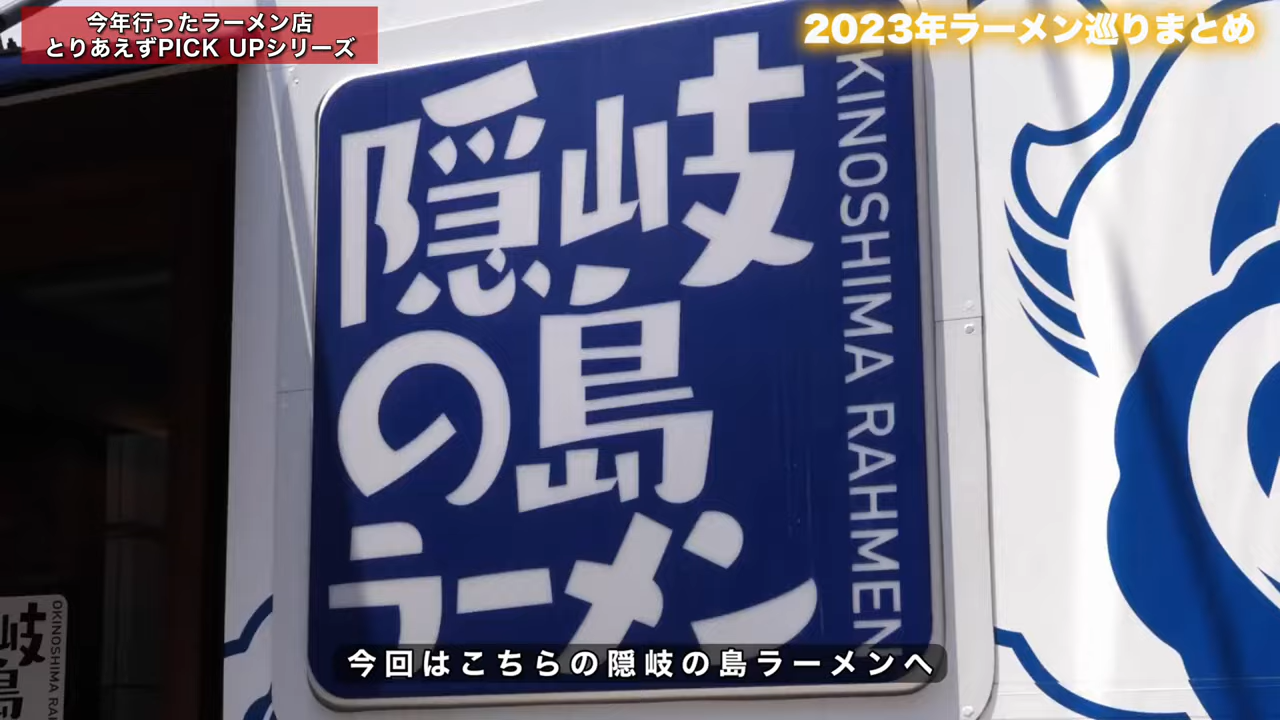 今年行ったラーメン店
とりあえずPICK UPシリーズ
2023年ラーメン巡りまとめ
隠岐
の島
ラーメン
OKINOSHIMA RAHMEN
今回はこちらの隠岐の島ラーメンへ
岐
島
OKINOSHIMA RA